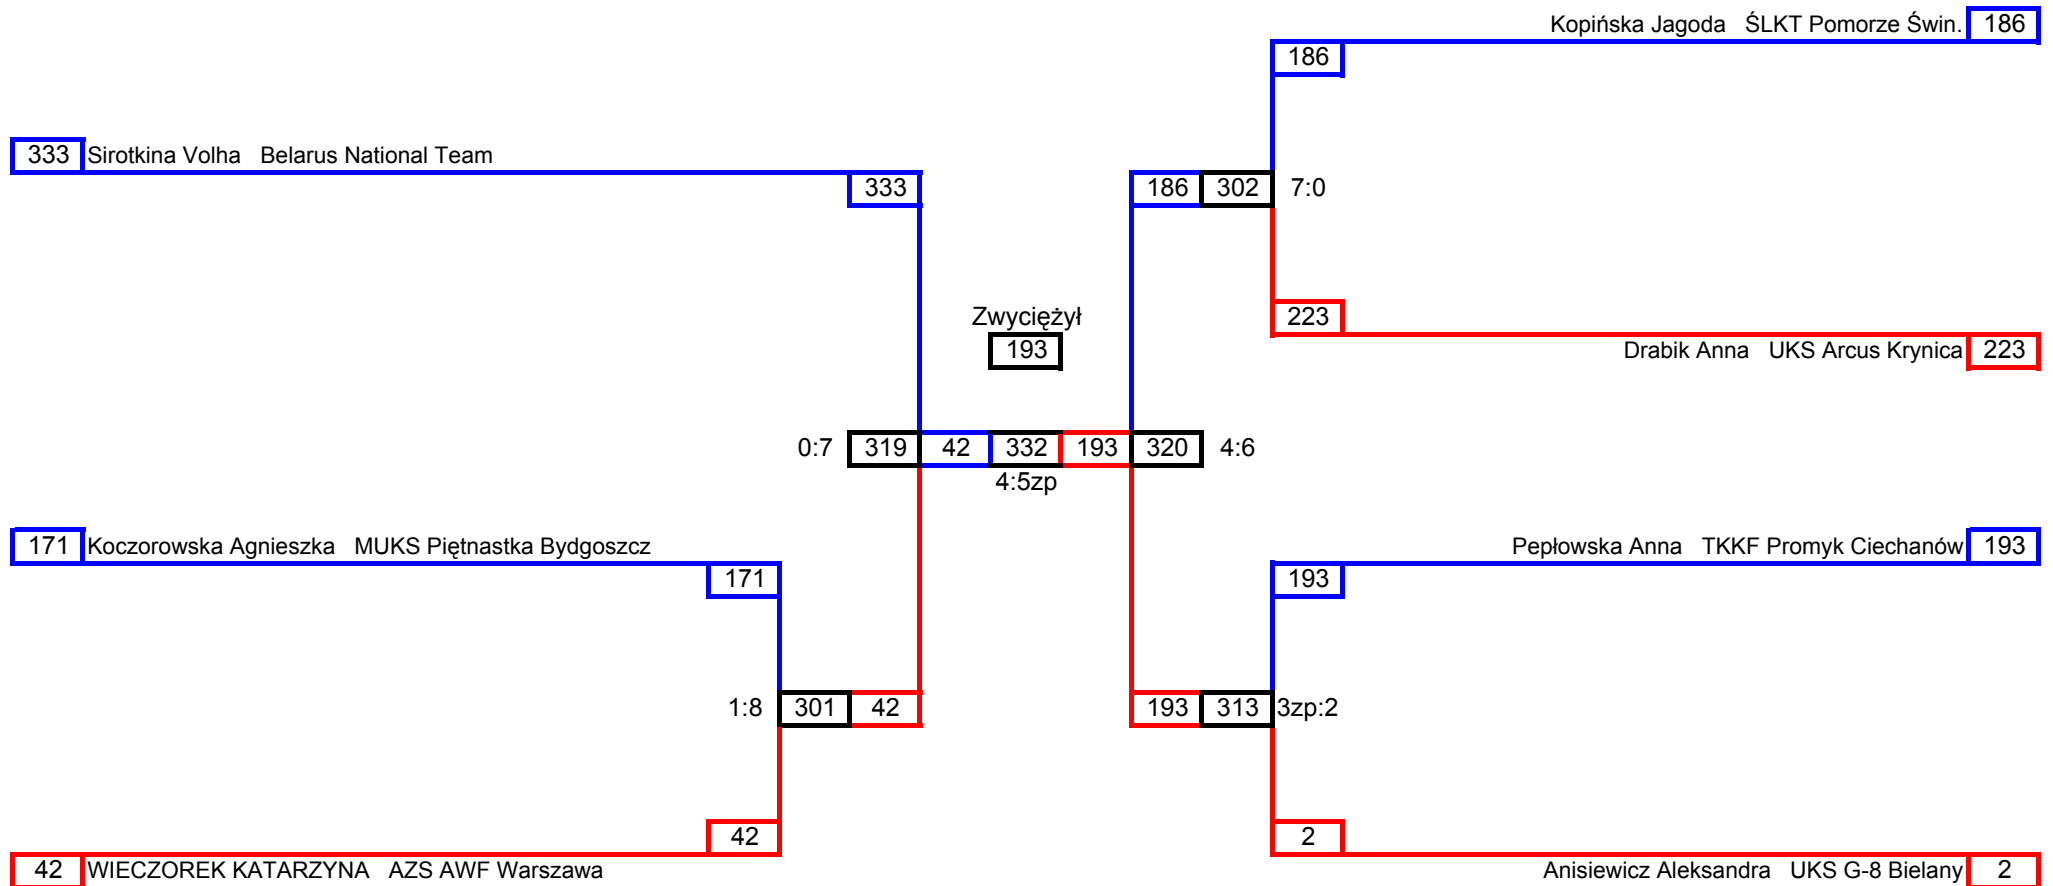 Kopińska Jagoda ŚLKT Pomorze Świn. 186
186
333 Sirotkina Volha Belarus National Team
333
186 302 7:0
Zwyciężył
223
193
Drabik Anna UKS Arcus Krynica 223
0:7 319 42 332 193 320 4:6
4:5zp
171 Koczorowska Agnieszka MUKS Piętnastka Bydgoszcz
Pepłowska Anna TKKF Promyk Ciechanów 193
171
193
1:8 301 42
193 313 3zp:2
42
2
42 WIECZOREK KATARZYNA AZS AWF Warszawa
Anisiewicz Aleksandra UKS G-8 Bielany 2